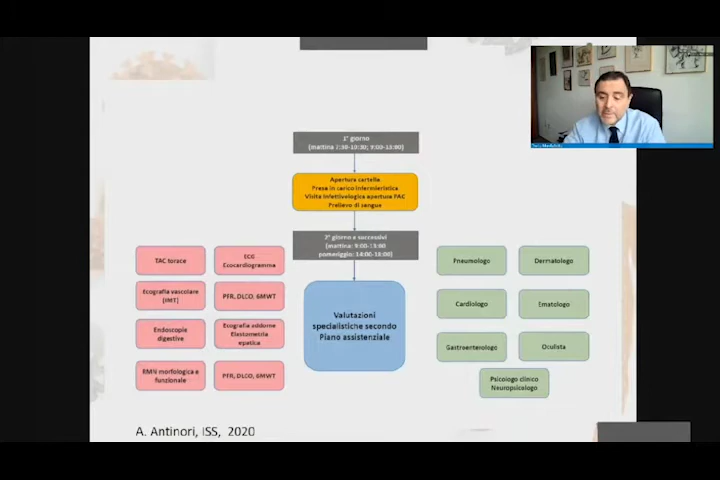 1° giorno
(mattina 7:30-10:30; 9:00-13:00)
Apertura cartella
Presa in carico infermieristica
Visita infettivologica apertura PAC
Prelievo di sangue
2° giorno e successivi
(mattina: 9:00-13:00
pomeriggio: 14:00-18:00)
TAC torace
ECG
Ecocardiogramma
Ecografia vascolare
(IMT)
PFR, DLCO, 6MWT
Endoscopie
digestive
Ecografia addome
Elastometria
epatica
RMN morfologica e
funzionale
PFR, DLCO, 6MWT
Valutazioni
specialistiche secondo
Piano assistenziale
Pneumologo
Dermatologo
Cardiologo
Ematologo
Gastroenterologo
Oculista
Psicologo clinico
Neuropsicologo
A. Antinori, ISS, 2020